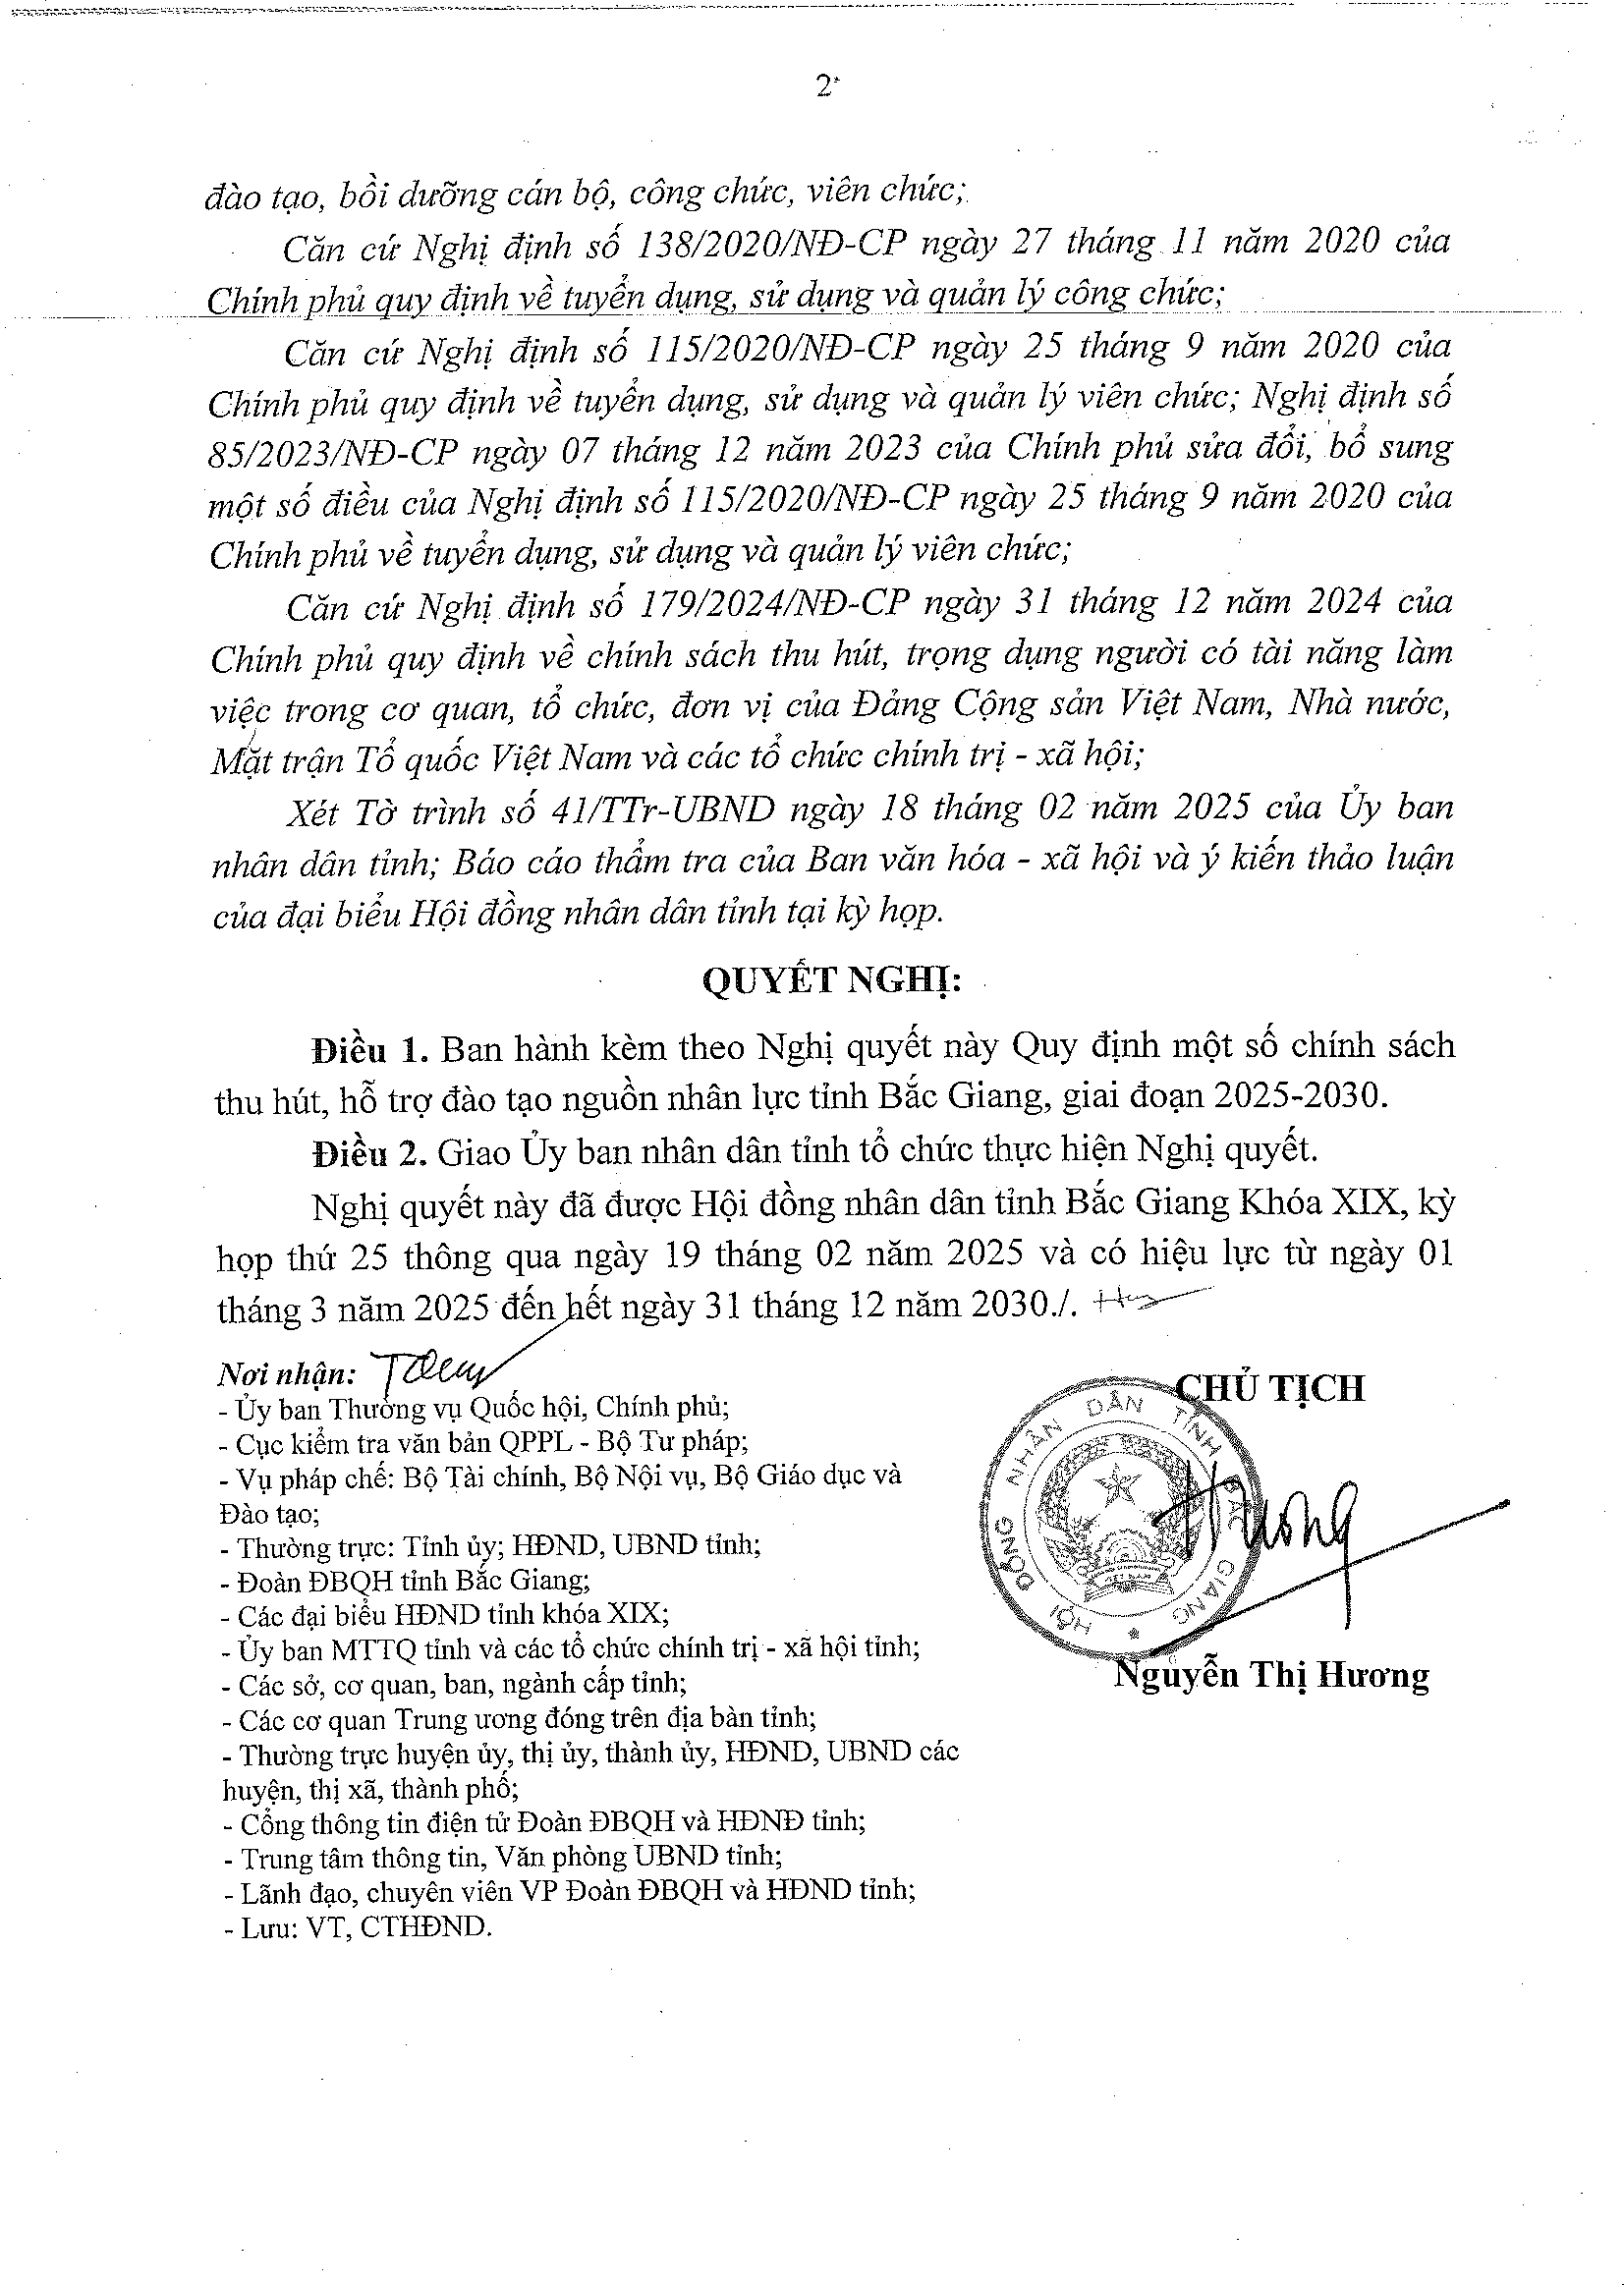 2
đào tạo, bồi dưỡng cán bộ, công chức, viên chức;
Căn cứ Nghị định số 138/2020/NĐ-CP ngày 27 tháng 11 năm 2020 của
Chính phủ quy định về tuyển dụng, sử dụng và quản lý công chức;
Căn cứ Nghị định số 115/2020/NĐ-CP ngày 25 tháng 9 năm 2020 của
Chính phủ quy định về tuyển dụng, sử dụng và quản lý viên chức; Nghị định số
85/2023/NĐ-CP ngày 07 tháng 12 năm 2023 của Chính phủ sửa đổi, bổ sung
một số điều của Nghị định số 115/2020/NĐ-CP ngày 25 tháng 9 năm 2020 của
Chính phủ về tuyển dụng, sử dụng và quản lý viên chức;
Căn cứ Nghị định số 179/2024/NĐ-CP ngày 31 tháng 12 năm 2024 của
Chính phủ quy định về chính sách thu hút, trọng dụng người có tài năng làm
việc trong cơ quan, tổ chức, đơn vị của Đảng Cộng sản Việt Nam, Nhà nước,
Mặt trận Tổ quốc Việt Nam và các tổ chức chính trị - xã hội;
Xét Tờ trình số 41/TTr-UBND ngày 18 tháng 02 năm 2025 của Ủy ban
nhân dân tỉnh; Báo cáo thẩm tra của Ban văn hóa - xã hội và ý kiến thảo luận
của đại biểu Hội đồng nhân dân tỉnh tại kỳ họp.
QUYẾT NGHỊ:
Điều 1. Ban hành kèm theo Nghị quyết này Quy định một số chính sách
thu hút, hỗ trợ đào tạo nguồn nhân lực tỉnh Bắc Giang, giai đoạn 2025-2030.
Điều 2. Giao Ủy ban nhân dân tỉnh tổ chức thực hiện Nghị quyết.
Nghị quyết này đã được Hội đồng nhân dân tỉnh Bắc Giang Khóa XIX, kỳ
họp thứ 25 thông qua ngày 19 tháng 02 năm 2025 và có hiệu lực từ ngày 01
tháng 3 năm 2025 đến hết ngày 31 tháng 12 năm 2030./.
Nơi nhận:
- Ủy ban Thường vụ Quốc hội, Chính phủ;
- Cục kiểm tra văn bản QPPL - Bộ Tư pháp;
- Vụ pháp chế: Bộ Tài chính, Bộ Nội vụ, Bộ Giáo dục và
Đào tạo;
- Thường trực: Tỉnh ủy; HĐND, UBND tỉnh;
- Đoàn ĐBQH tỉnh Bắc Giang;
- Các đại biểu HĐND tỉnh khóa XIX;
- Ủy ban MTTQ tỉnh và các tổ chức chính trị - xã hội tỉnh;
- Các sở, cơ quan, ban, ngành cấp tỉnh;
- Các cơ quan Trung ương đóng trên địa bàn tỉnh;
- Thường trực huyện ủy, thị ủy, thành ủy, HĐND, UBND các
huyện, thị xã, thành phố;
- Cổng thông tin điện tử Đoàn ĐBQH và HĐND tỉnh;
- Trung tâm thông tin, Văn phòng UBND tỉnh;
- Lãnh đạo, chuyên viên VP Đoàn ĐBQH và HĐND tỉnh;
- Lưu: VT, CTHĐND.
CHỦ TỊCH
HỘI ĐỒNG NHÂN DÂN TỈNH BẮC GIANG
Hương
Nguyễn Thị Hương